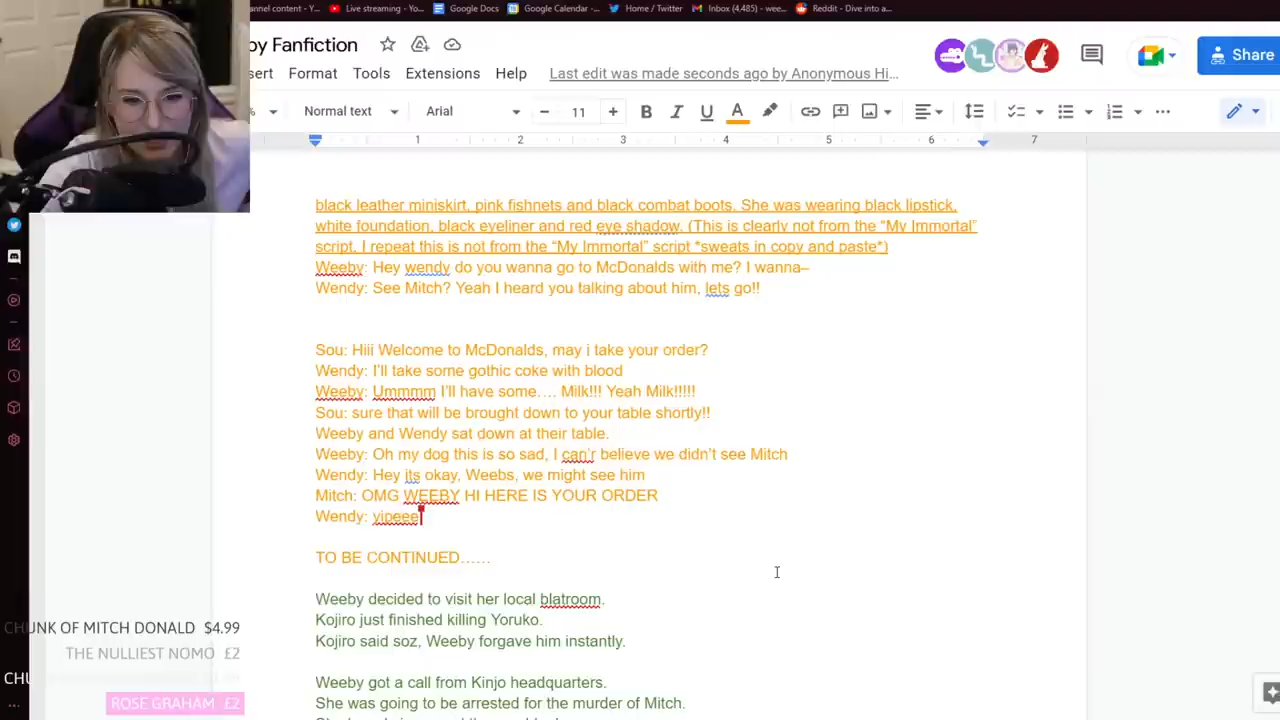 annel content - Y...
Live streaming - Yo...
Google Docs
Google Calendar -...
Home / Twitter
Inbox (4,485) - wee...
Reddit - Dive into a...
by Fanfiction
sert Format Tools Extensions Help Last edit was made seconds ago by Anonymous Hi...
Share
% Normal text Arial 11 B I U A
1 2 3 4 5 6 7
black leather miniskirt, pink fishnets and black combat boots. She was wearing black lipstick,
white foundation, black eyeliner and red eye shadow. (This is clearly not from the “My Immortal”
script. I repeat this is not from the “My Immortal” script *sweats in copy and paste*)
Weeby: Hey wendy do you wanna go to McDonalds with me? I wanna–
Wendy: See Mitch? Yeah I heard you talking about him, lets go!!
Sou: Hiii Welcome to McDonalds, may i take your order?
Wendy: I’ll take some gothic coke with blood
Weeby: Ummmm I’ll have some…. Milk!!! Yeah Milk!!!!!
Sou: sure that will be brought down to your table shortly!!
Weeby and Wendy sat down at their table.
Weeby: Oh my dog this is so sad, I can’r believe we didn’t see Mitch
Wendy: Hey its okay, Weebs, we might see him
Mitch: OMG WEEBY HI HERE IS YOUR ORDER
Wendy: yipeee
TO BE CONTINUED……
Weeby decided to visit her local blatroom.
Kojiro just finished killing Yoruko.
Kojiro said soz, Weeby forgave him instantly.
Weeby got a call from Kinjo headquarters.
She was going to be arrested for the murder of Mitch.
CHUNK OF MITCH DONALD $4.99
THE NULLIEST NOMO £2
CHU
ROSE GRAHAM £2